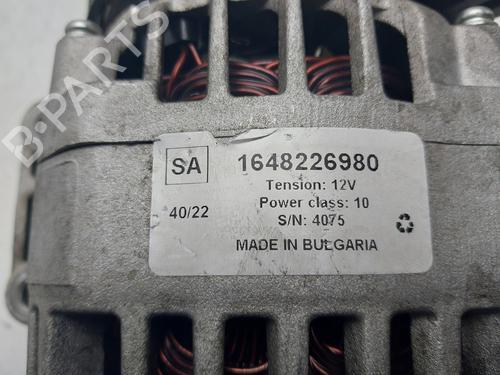 B-PARTS
SA
1648226980
Tension: 12V
40/22
Power class: 10
S/N: 4075
MADE IN BULGARIA